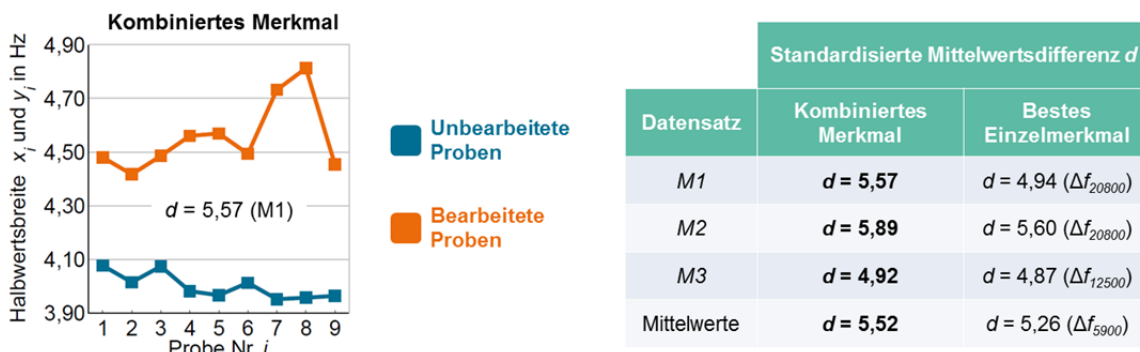 Kombiniertes Merkmal
Halbwertsbreite xi und yi in Hz
4,90
4,70
4,50
4,30
4,10
3,90
d = 5,57 (M1)
1 2 3 4 5 6 7 8 9
Probe Nr. i
Unbearbeitete
Proben
Bearbeitete
Proben
Standardisierte Mittelwertsdifferenz d
Datensatz
Kombiniertes
Merkmal
Bestes
Einzelmerkmal
M1 d = 5,57 d = 4,94 (Δf20800)
M2 d = 5,89 d = 5,60 (Δf20800)
M3 d = 4,92 d = 4,87 (Δf12500)
Mittelwerte d = 5,52 d = 5,26 (Δf5900)